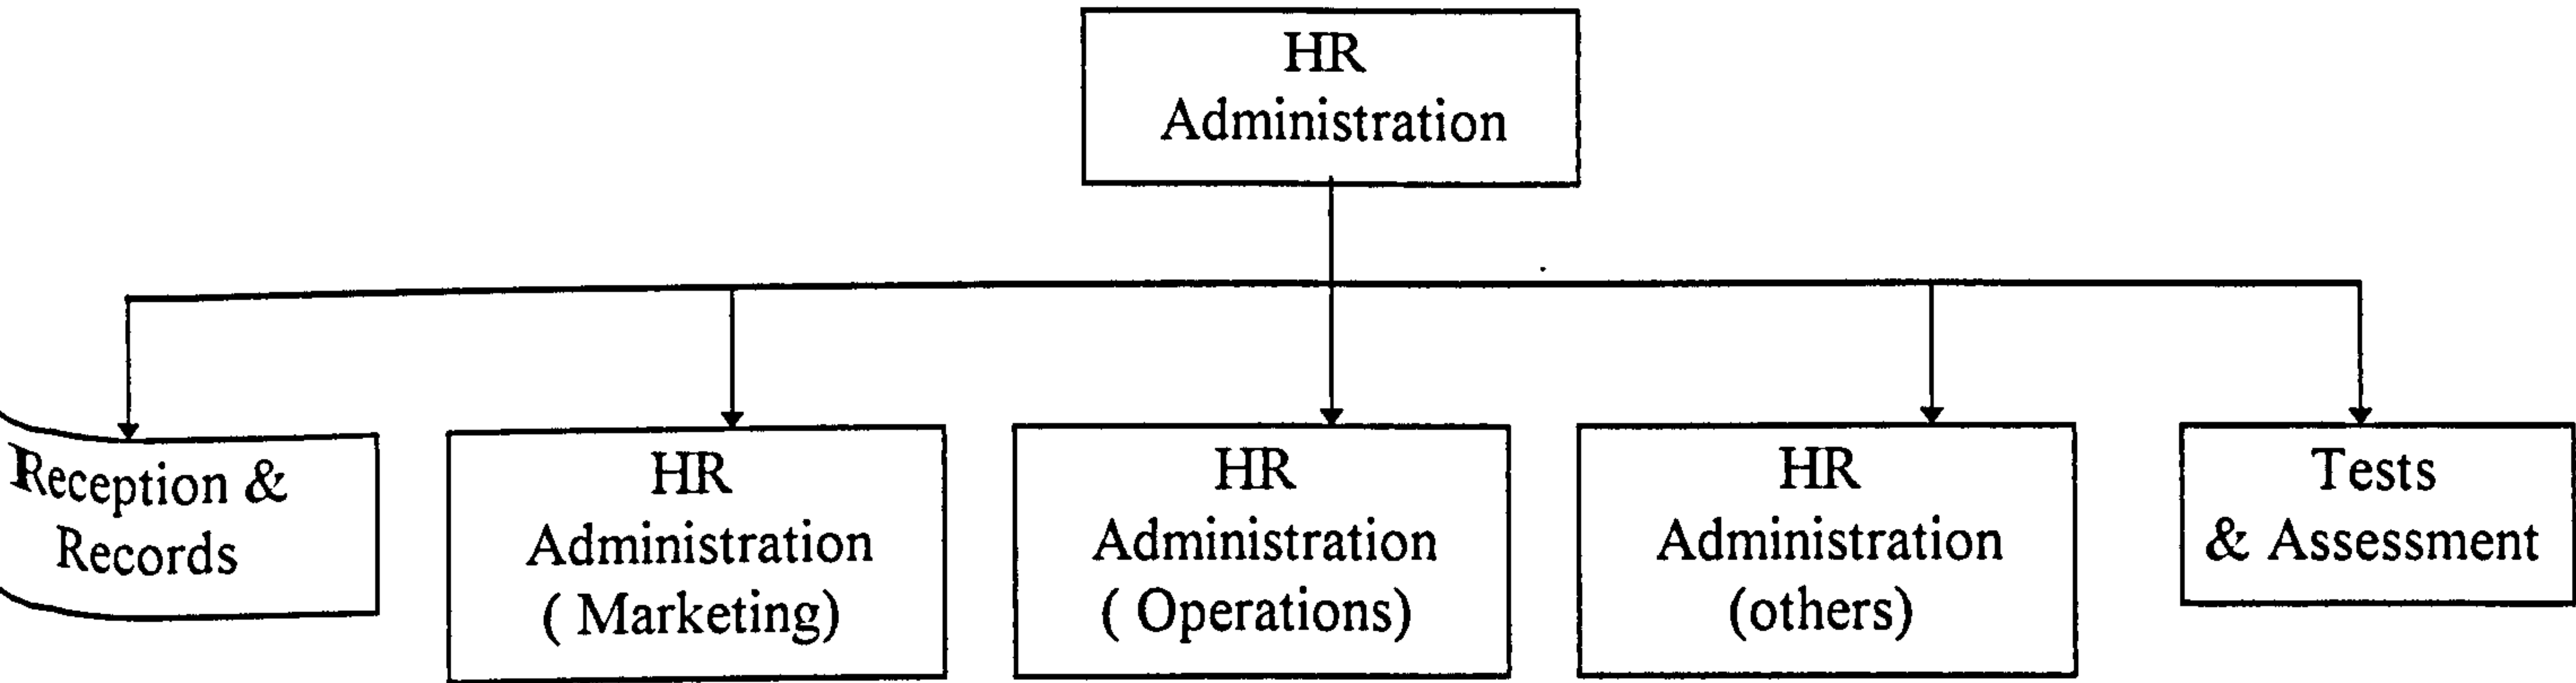 HR
Administration
Reception &
Records
HR
Administration
( Marketing)
HR
Administration
( Operations)
HR
Administration
(others)
Tests
& Assessment